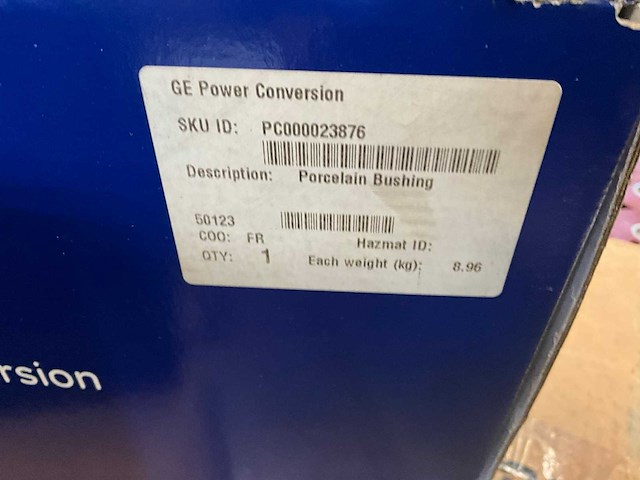 GE Power Conversion
SKU ID: PC000023876
Description: Porcelain Bushing
50123
COO: FR
Hazmat ID:
QTY: 1
Each weight (kg): 8.96
rsion